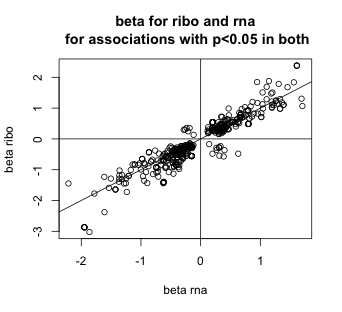 beta for ribo and rna
for associations with p<0.05 in both
beta ribo
2
1
0
-1
-2
-3
-2
-1
0
1
beta rna